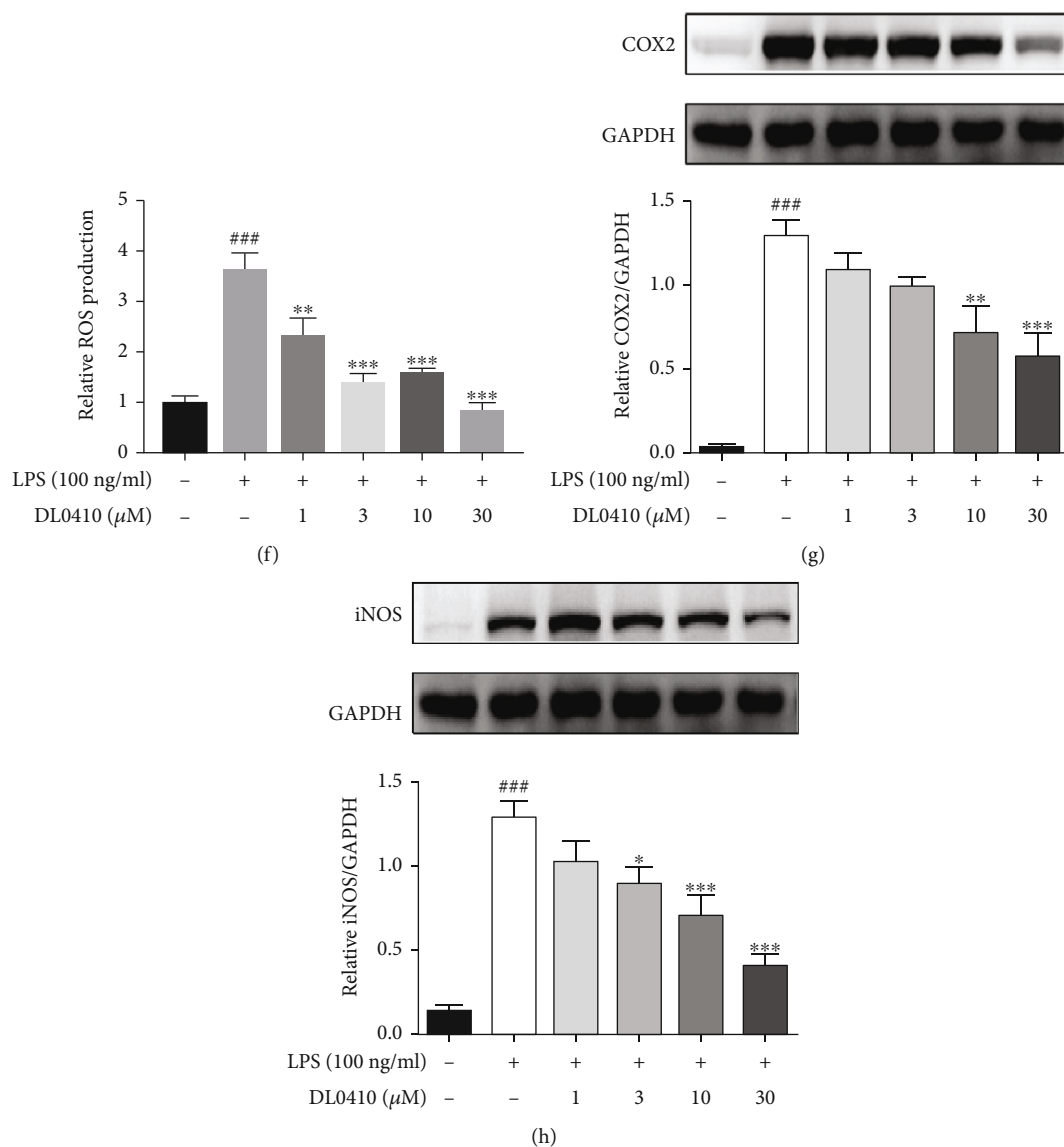 COX2
GAPDH
Relative ROS production
5
4
3
2
1
0
###
**
***
***
***
LPS (100 ng/ml) – + + + + +
DL0410 (μM) – – 1 3 10 30
(f)
Relative COX2/GAPDH
1.5
1.0
0.5
0.0
###
**
***
LPS (100 ng/ml) – + + + + +
DL0410 (μM) – – 1 3 10 30
(g)
iNOS
GAPDH
Relative iNOS/GAPDH
1.5
1.0
0.5
0.0
###
*
***
***
LPS (100 ng/ml) – + + + + +
DL0410 (μM) – – 1 3 10 30
(h)